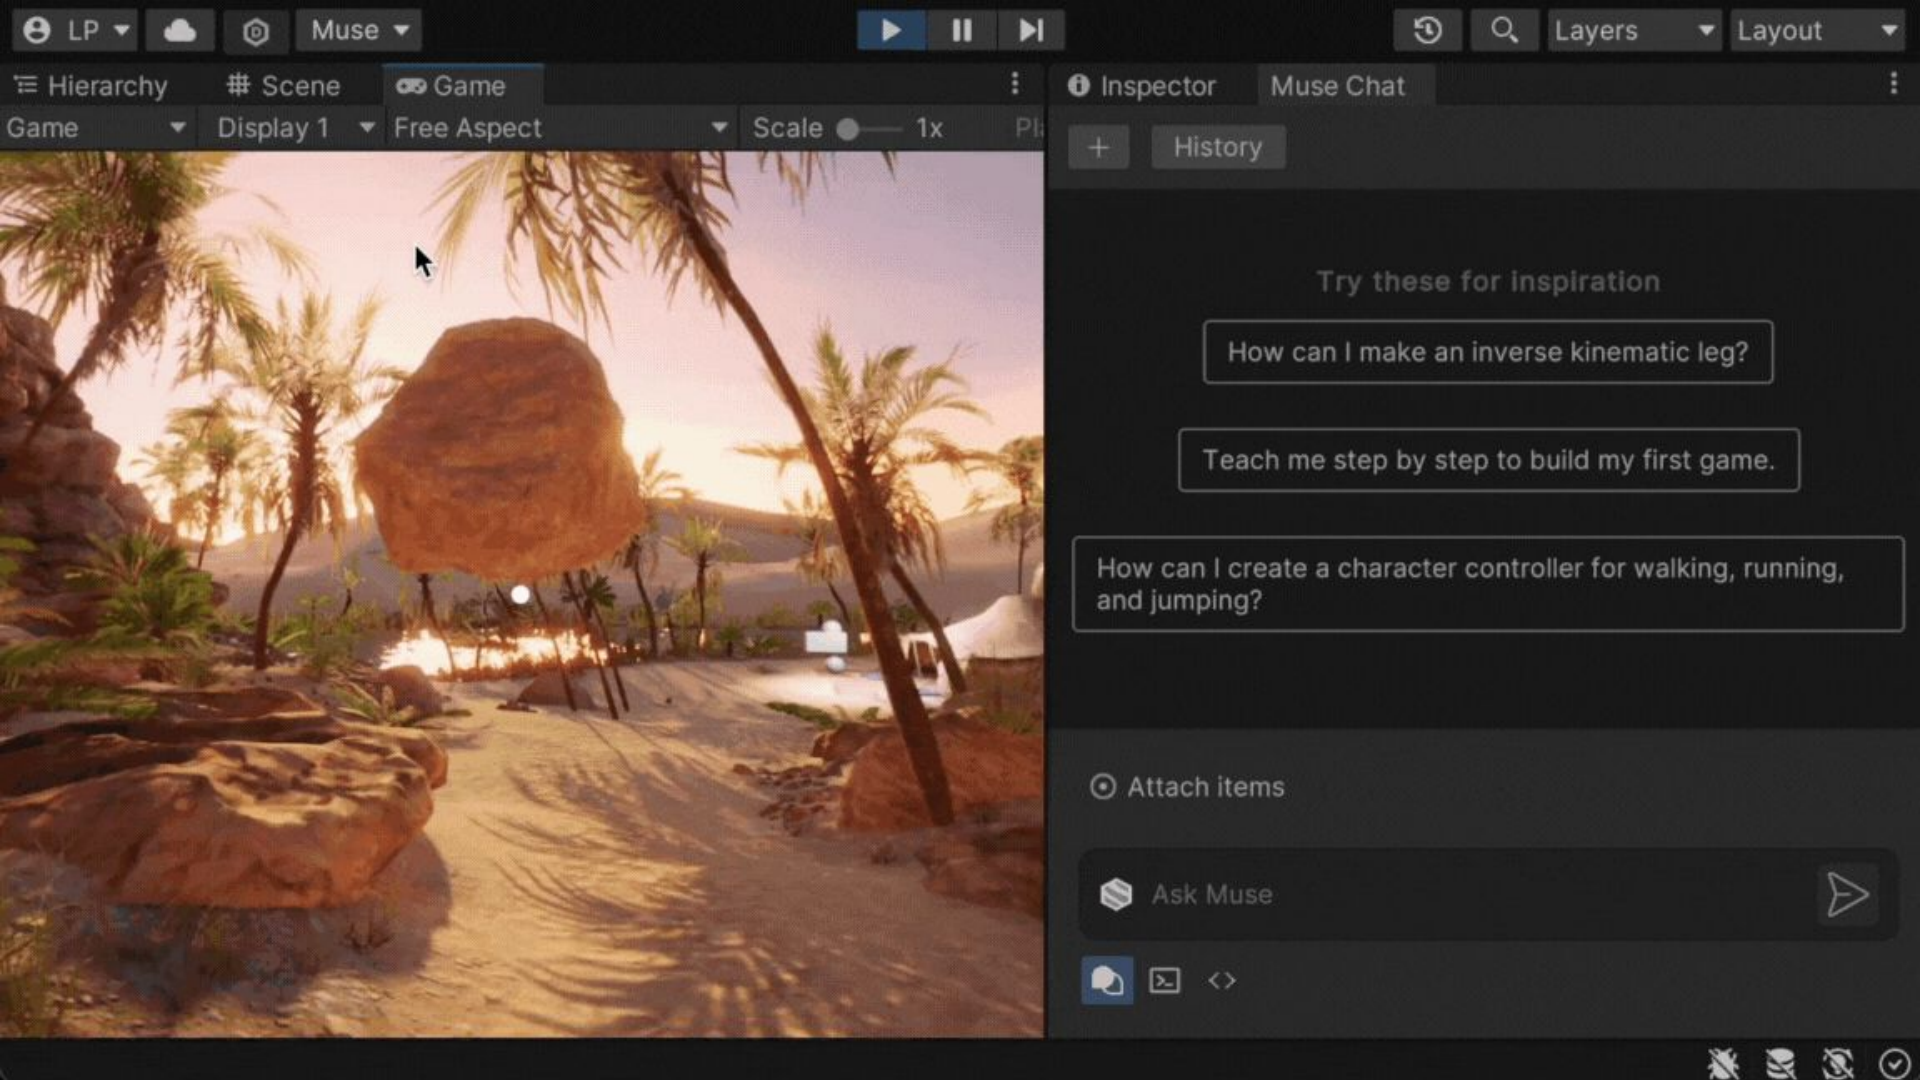 LP
Muse
Layers
Layout
Hierarchy
Scene
Game
Inspector
Muse Chat
Game
Display 1
Free Aspect
Scale
1x
+
History
Try these for inspiration
How can I make an inverse kinematic leg?
Teach me step by step to build my first game.
How can I create a character controller for walking, running,
and jumping?
Attach items
Ask Muse